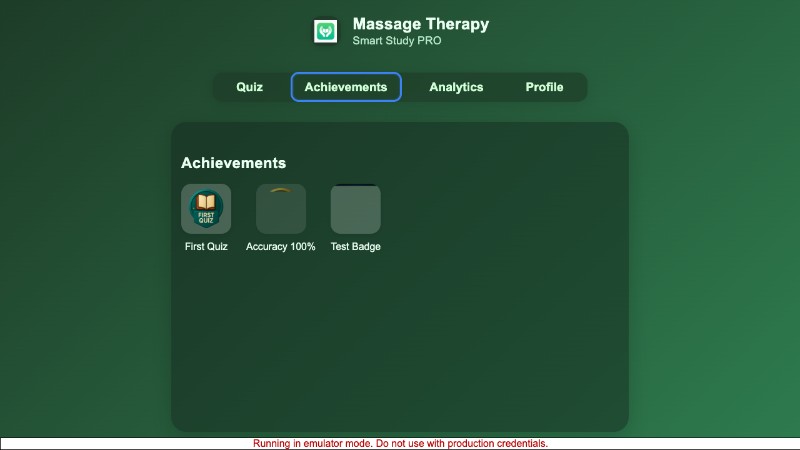 Massage Therapy
Smart Study PRO
Quiz
Achievements
Analytics
Profile
Achievements
FIRST
QUIZ
First Quiz
Accuracy 100%
Test Badge
Running in emulator mode. Do not use with production credentials.